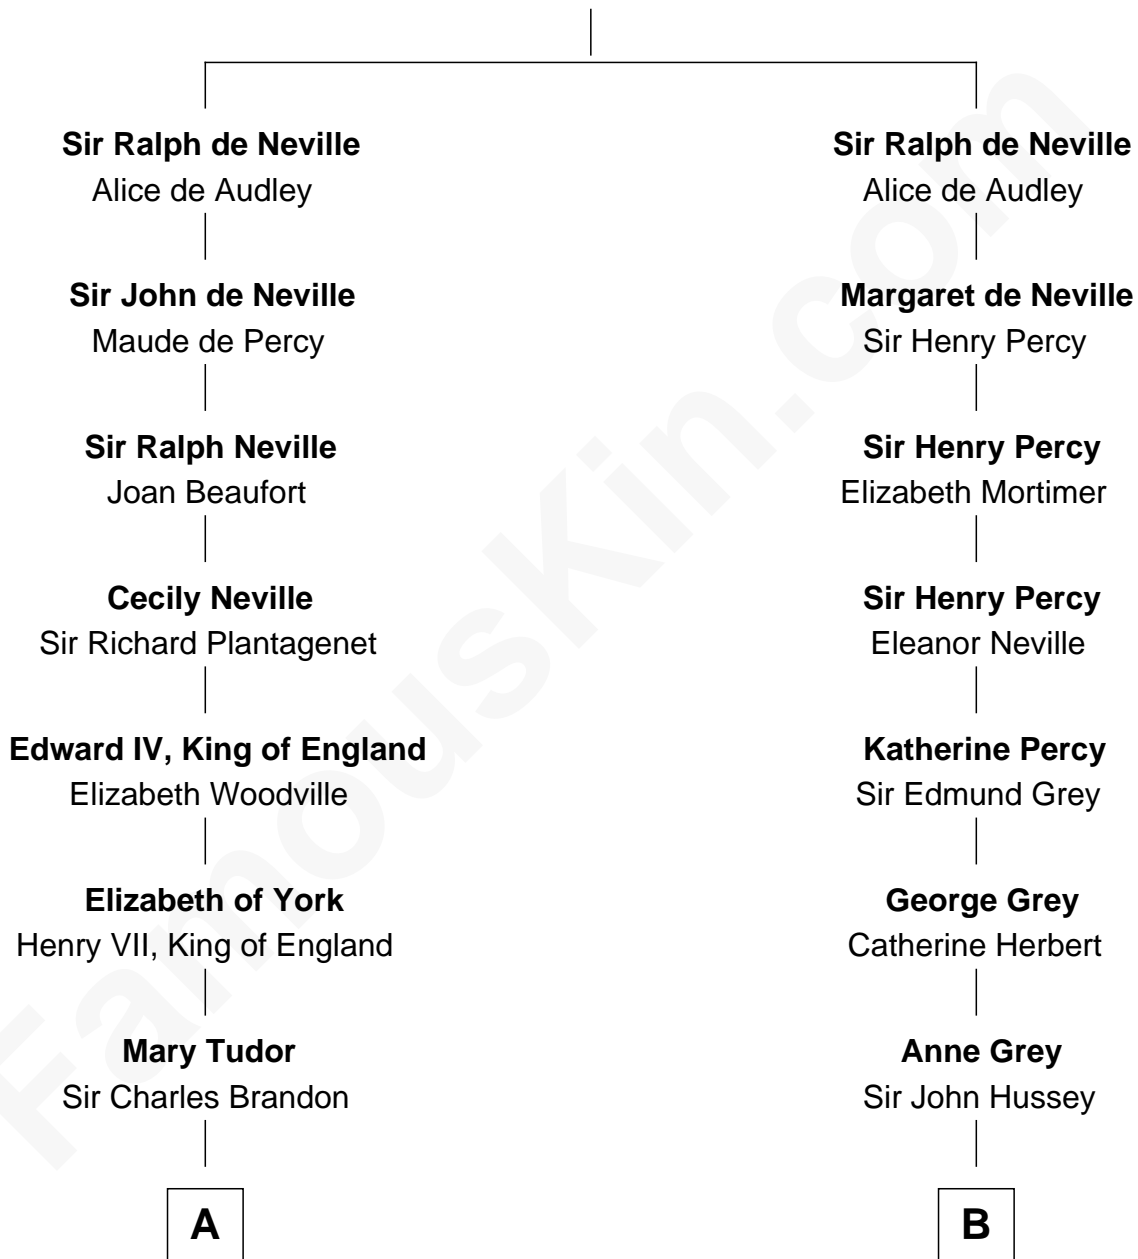 Sir Ralph de Neville
Alice de Audley
Sir Ralph de Neville
Alice de Audley
Sir John de Neville
Maude de Percy
Margaret de Neville
Sir Henry Percy
Sir Ralph Neville
Joan Beaufort
Sir Henry Percy
Elizabeth Mortimer
Cecily Neville
Sir Richard Plantagenet
Sir Henry Percy
Eleanor Neville
Edward IV, King of England
Elizabeth Woodville
Katherine Percy
Sir Edmund Grey
Elizabeth of York
Henry VII, King of England
George Grey
Catherine Herbert
Mary Tudor
Sir Charles Brandon
Anne Grey
Sir John Hussey
A
B
FamousKin.com